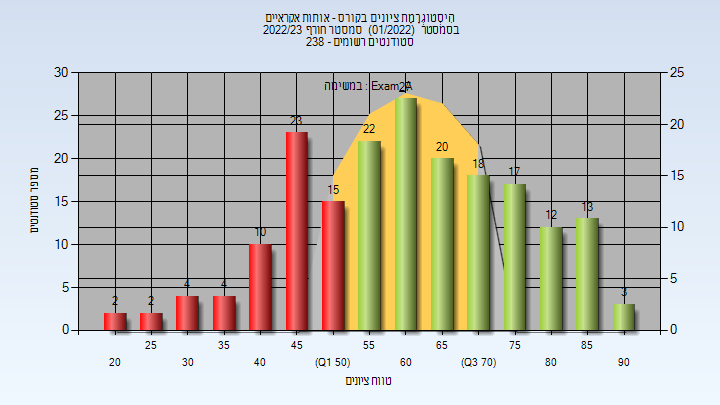 היסטוגרמת ציונים בקורס - אותות אקראיים
בסמסטר (01/2022) סמסטר חורף 2022/23
238 - סטודנטים רשומים
במשימה : Exam_A
מספר סטודנטים
30 25 20 15 10 5 0
25 20 15 10 5 0
2 2 4 4 10 23 15 22 27 20 18 17 12 13 3
25 35 45 55 65 75 85
20 30 40 (Q1 50) 60 (Q3 70) 80 90
טווח ציונים